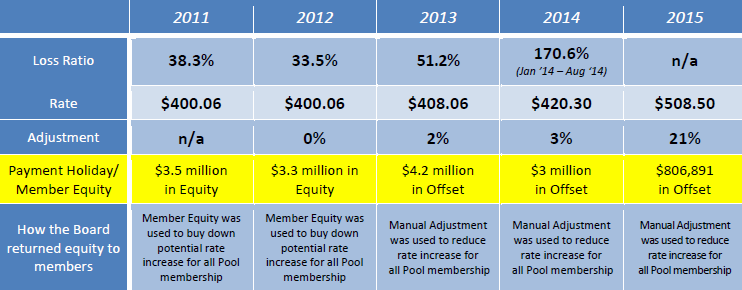 2011 2012 2013 2014 2015
Loss Ratio 38.3% 33.5% 51.2% 170.6% n/a
(Jan ’14 – Aug ‘14)
Rate $400.06 $400.06 $408.06 $420.30 $508.50
Adjustment n/a 0% 2% 3% 21%
Payment Holiday/ $3.5 million $3.3 million in $4.2 million $3 million $806,891
Member Equity in Equity Equity in Offset in Offset in Offset
How the Board
returned equity to
members
Member Equity was
used to buy down
potential rate
increase for all Pool
membership
Member Equity was
used to buy down
potential rate
increase for all Pool
membership
Manual Adjustment
was used to reduce
rate increase for
all Pool membership
Manual Adjustment
was used to reduce
rate increase for
all Pool membership
Manual Adjustment
was used to reduce
rate increase for
all Pool membership